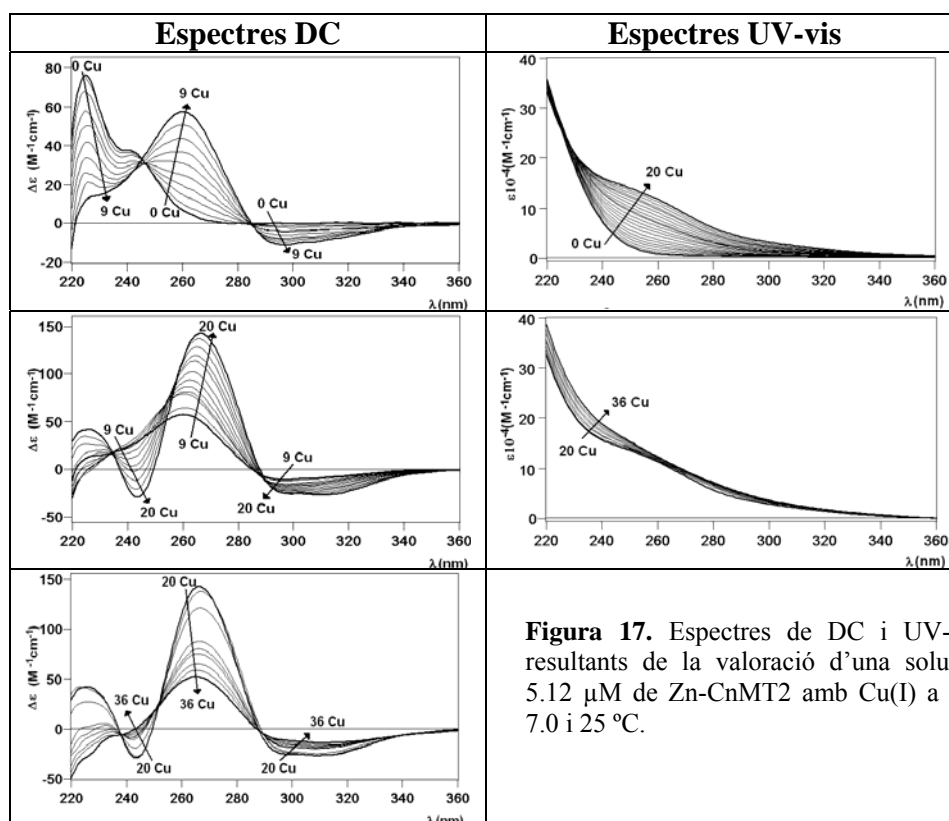 Espectres DC
Espectres UV-vis
80
60
40
20
0
-20
220 240 260 280 300 320 340 360
Δε (M⁻¹cm⁻¹)
λ(nm)
0 Cu
9 Cu
9 Cu
0 Cu
0 Cu
9 Cu
40
30
20
10
0
220 240 260 280 300 320 340 360
ε10⁻⁴(M⁻¹cm⁻¹)
λ(nm)
20 Cu
0 Cu
150
100
50
0
-50
220 240 260 280 300 320 340 360
Δε (M⁻¹cm⁻¹)
λ(nm)
20 Cu
9 Cu
9 Cu
9 Cu
20 Cu
20 Cu
40
30
20
10
0
220 240 260 280 300 320 340 360
ε10⁻⁴(M⁻¹cm⁻¹)
λ(nm)
36 Cu
20 Cu
150
100
50
0
-50
220 240 260 280 300 320 340 360
Δε (M⁻¹cm⁻¹)
20 Cu
36 Cu
36 Cu
36 Cu
20 Cu
20 Cu
Figura 17. Espectres de DC i UV-
resultants de la valoració d'una solu
5.12 µM de Zn-CnMT2 amb Cu(I) a
7.0 i 25 ºC.